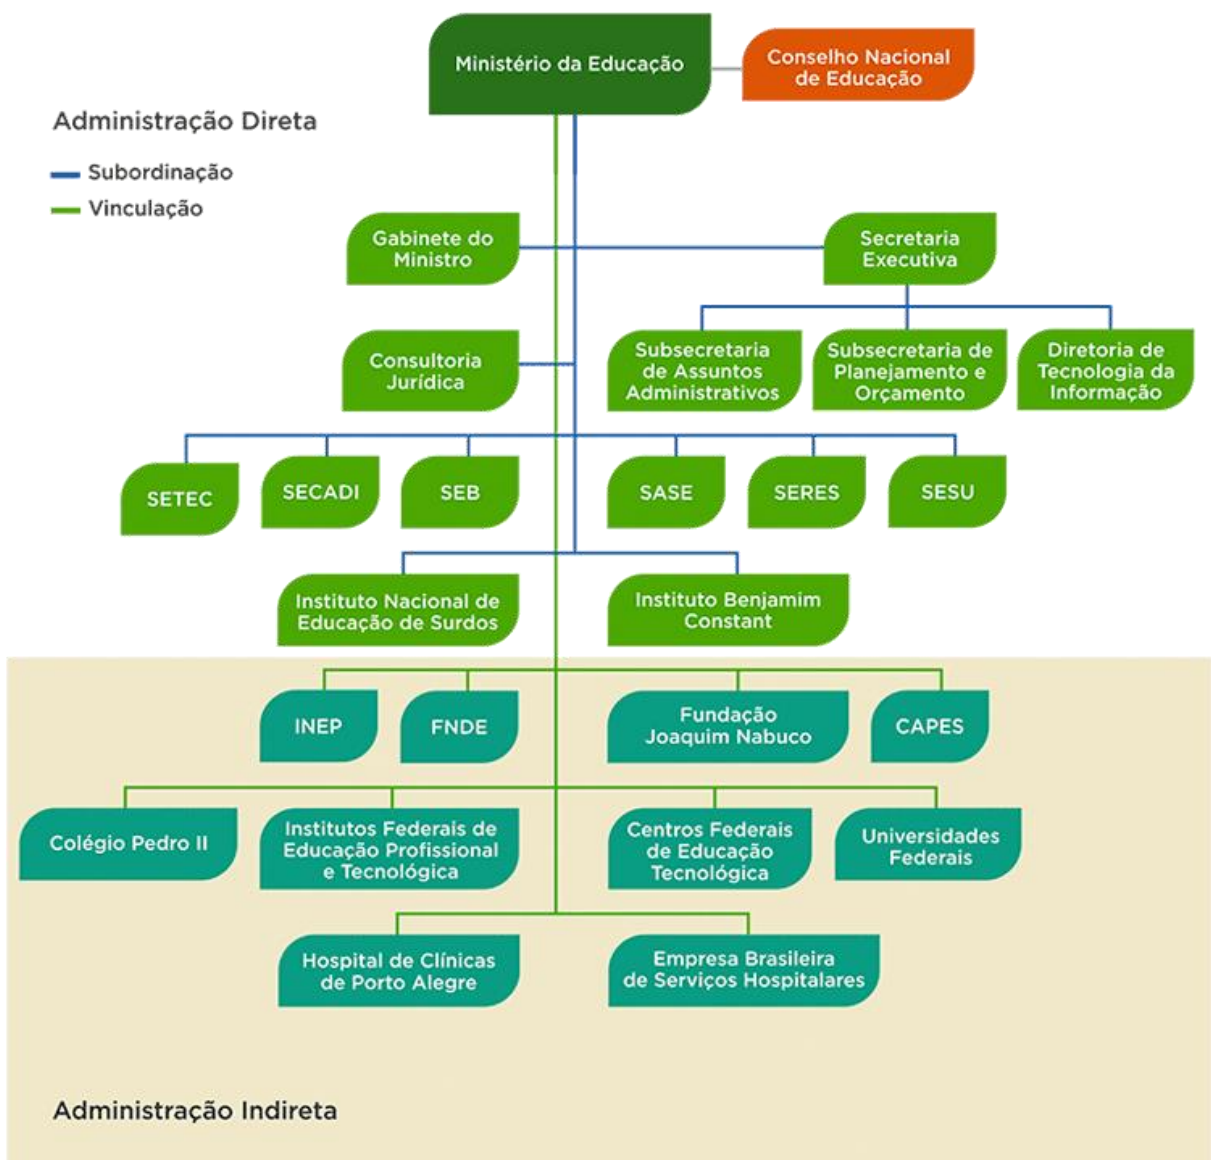 Ministério da Educação
Conselho Nacional
de Educação
Administração Direta
Subordinação
Vinculação
Gabinete do
Ministro
Secretaria
Executiva
Consultoria
Jurídica
Subsecretaria
de Assuntos
Administrativos
Subsecretaria de
Planejamento e
Orçamento
Diretoria de
Tecnologia da
Informação
SETEC
SECADI
SEB
SASE
SERES
SESU
Instituto Nacional de
Educação de Surdos
Instituto Benjamim
Constant
INEP
FNDE
Fundação
Joaquim Nabuco
CAPES
Colégio Pedro II
Institutos Federais de
Educação Profissional
e Tecnológica
Centros Federais
de Educação
Tecnológica
Universidades
Federais
Hospital de Clínicas
de Porto Alegre
Empresa Brasileira
de Serviços Hospitalares
Administração Indireta